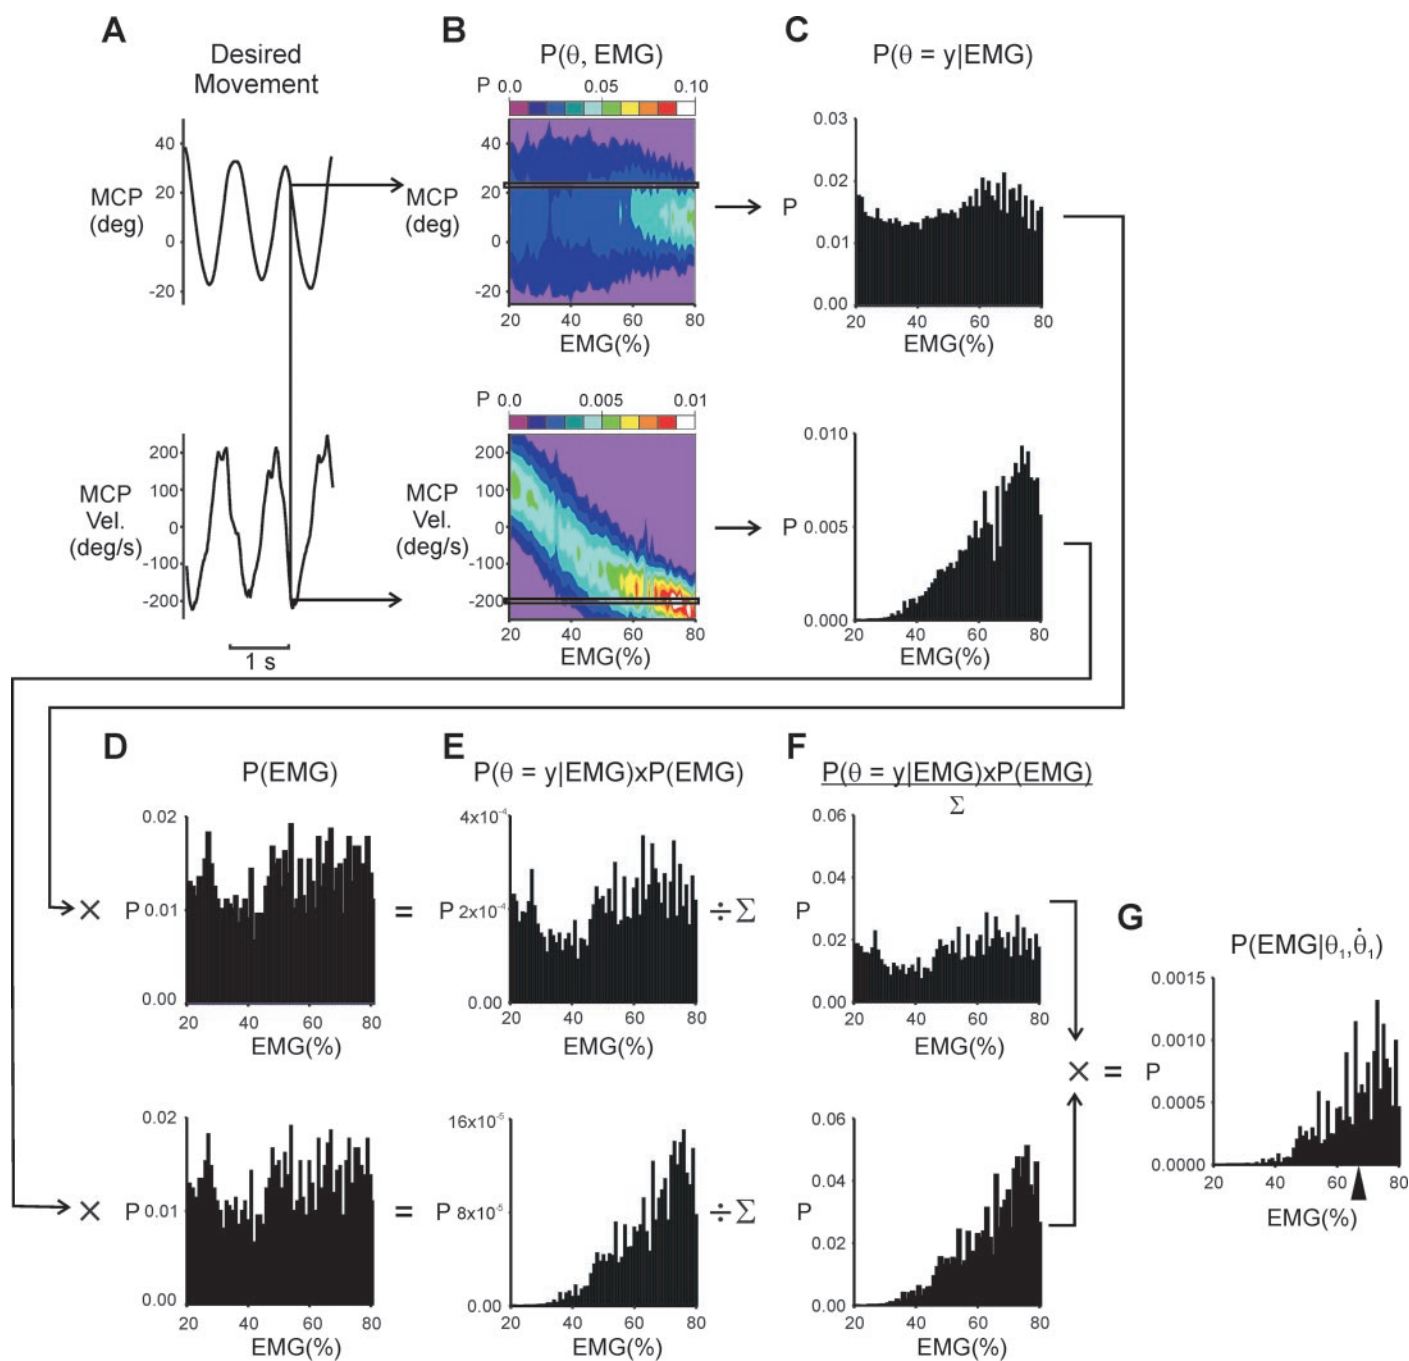 A
B
C
Desired
Movement
P(θ, EMG)
P(θ = y|EMG)
P 0.0 0.05 0.10
40
20
0
-20
MCP
(deg)
40
20
0
-20
MCP
(deg)
20 40 60 80
EMG(%)
0.03
0.02
0.01
0.00
P
20 40 60 80
EMG(%)
P 0.0 0.005 0.01
200
100
0
-100
-200
MCP
Vel.
(deg/s)
1 s
200
100
0
-100
-200
MCP
Vel.
(deg/s)
20 40 60 80
EMG(%)
0.010
0.005
0.000
P
20 40 60 80
EMG(%)
D
E
F
P(EMG)
P(θ = y|EMG)xP(EMG)
P(θ = y|EMG)xP(EMG)
Σ
0.02
× P 0.01
0.00
20 40 60 80
EMG(%)
=
4x10⁻⁴
P 2x10⁻⁴
0.00
20 40 60 80
EMG(%)
÷Σ
0.06
0.04
P
0.02
0.00
20 40 60 80
EMG(%)
G
P(EMG|θ₁,θ̇₁)
0.0015
0.0010
0.0005
0.0000
× = P
20 40 60 80
EMG(%)
0.02
× P 0.01
0.00
20 40 60 80
EMG(%)
=
16x10⁻⁵
P 8x10⁻⁵
0.00
20 40 60 80
EMG(%)
÷Σ
0.06
0.04
P
0.02
0.00
20 40 60 80
EMG(%)